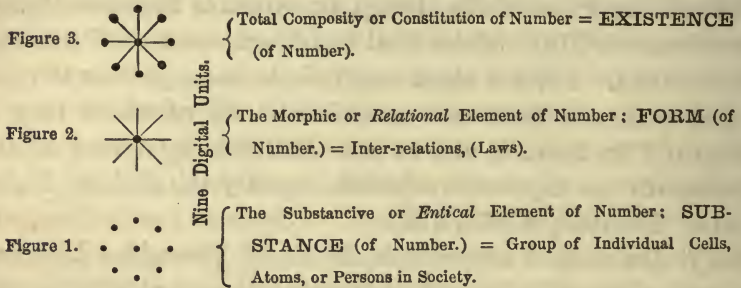 Figure 3. Total Composity or Constitution of Number = EXISTENCE
(of Number).
Nine Digital Units.
Figure 2. The Morphic or Relational Element of Number; FORM (of
Number.) = Inter-relations, (Laws).
Figure 1. The Substancive or Entical Element of Number; SUB-
STANCE (of Number.) = Group of Individual Cells,
Atoms, or Persons in Society.